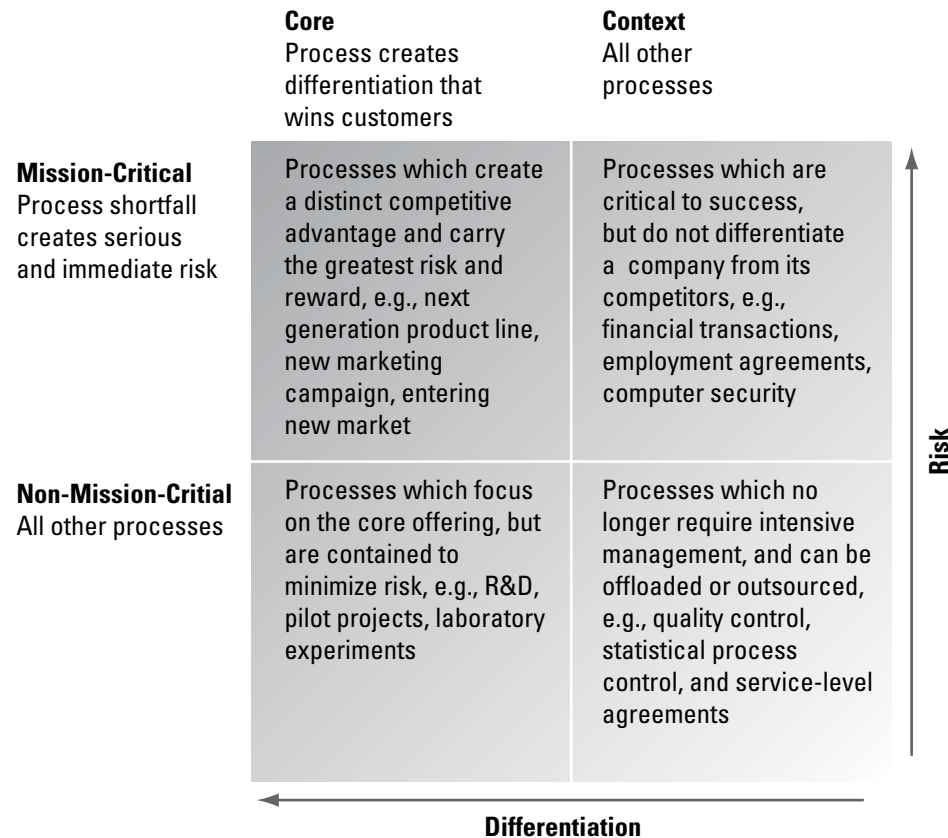 Core
Process creates
differentiation that
wins customers
Context
All other
processes
Mission-Critical
Process shortfall
creates serious
and immediate risk
Processes which create
a distinct competitive
advantage and carry
the greatest risk and
reward, e.g., next
generation product line,
new marketing
campaign, entering
new market
Processes which are
critical to success,
but do not differentiate
a company from its
competitors, e.g.,
financial transactions,
employment agreements,
computer security
Non-Mission-Critial
All other processes
Processes which focus
on the core offering, but
are contained to
minimize risk, e.g., R&D,
pilot projects, laboratory
experiments
Processes which no
longer require intensive
management, and can be
offloaded or outsourced,
e.g., quality control,
statistical process
control, and service-level
agreements
Risk
Differentiation